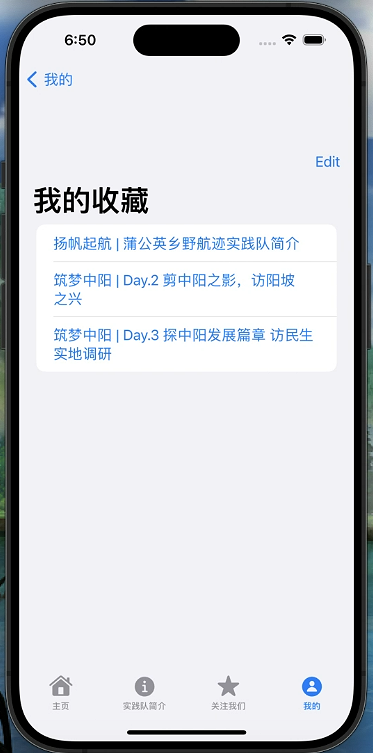 6:50
我的
Edit
我的收藏
扬帆起航 | 蒲公英乡野航迹实践队简介
筑梦中阳 | Day.2 剪中阳之影，访阳坡
之兴
筑梦中阳 | Day.3 探中阳发展篇章 访民生
实地调研
主页
实践队简介
关注我们
我的